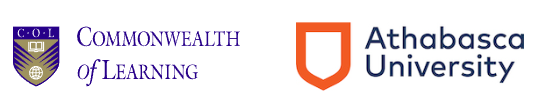 C·O·L
COMMONWEALTH
of LEARNING
Athabasca
University